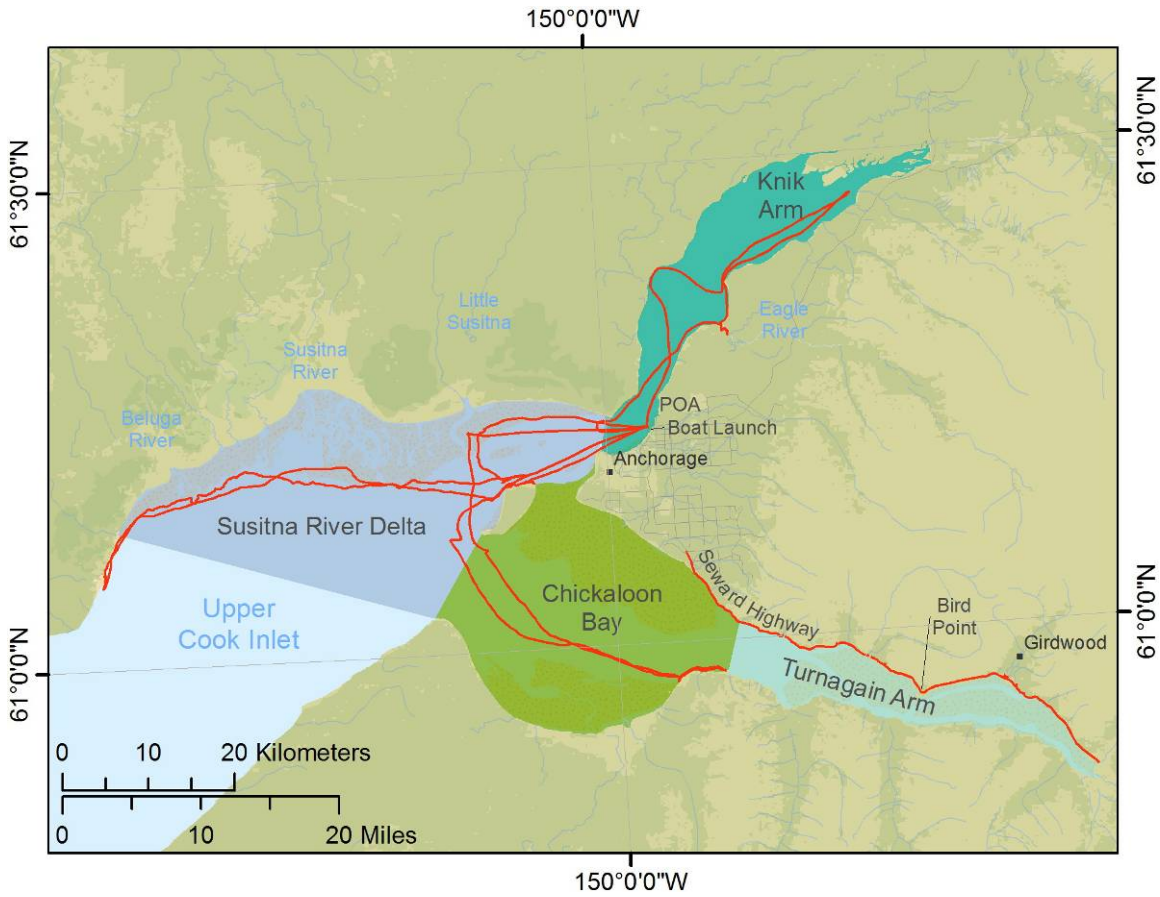 150°0'0"W
61°30'0"N
61°30'0"N
Knik
Arm
Little
Susitna
Eagle
River
Susitna
River
Beluga
River
POA
Boat Launch
Anchorage
Susitna River Delta
Seward Highway
Chickaloon
Bay
Upper
Cook Inlet
Bird
Point
Girdwood
61°0'0"N
61°0'0"N
Turnagain Arm
0 10 20 Kilometers
0 10 20 Miles
150°0'0"W